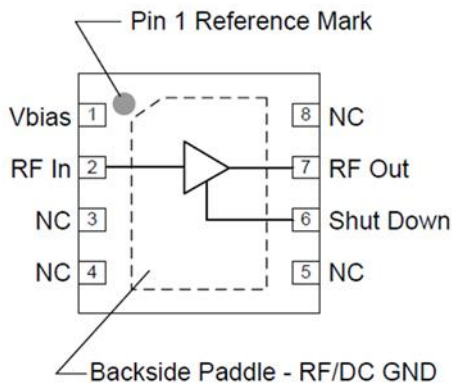 Pin 1 Reference Mark
Vbias 1 8 NC
RF In 2 7 RF Out
NC 3 6 Shut Down
NC 4 5 NC
Backside Paddle - RF/DC GND